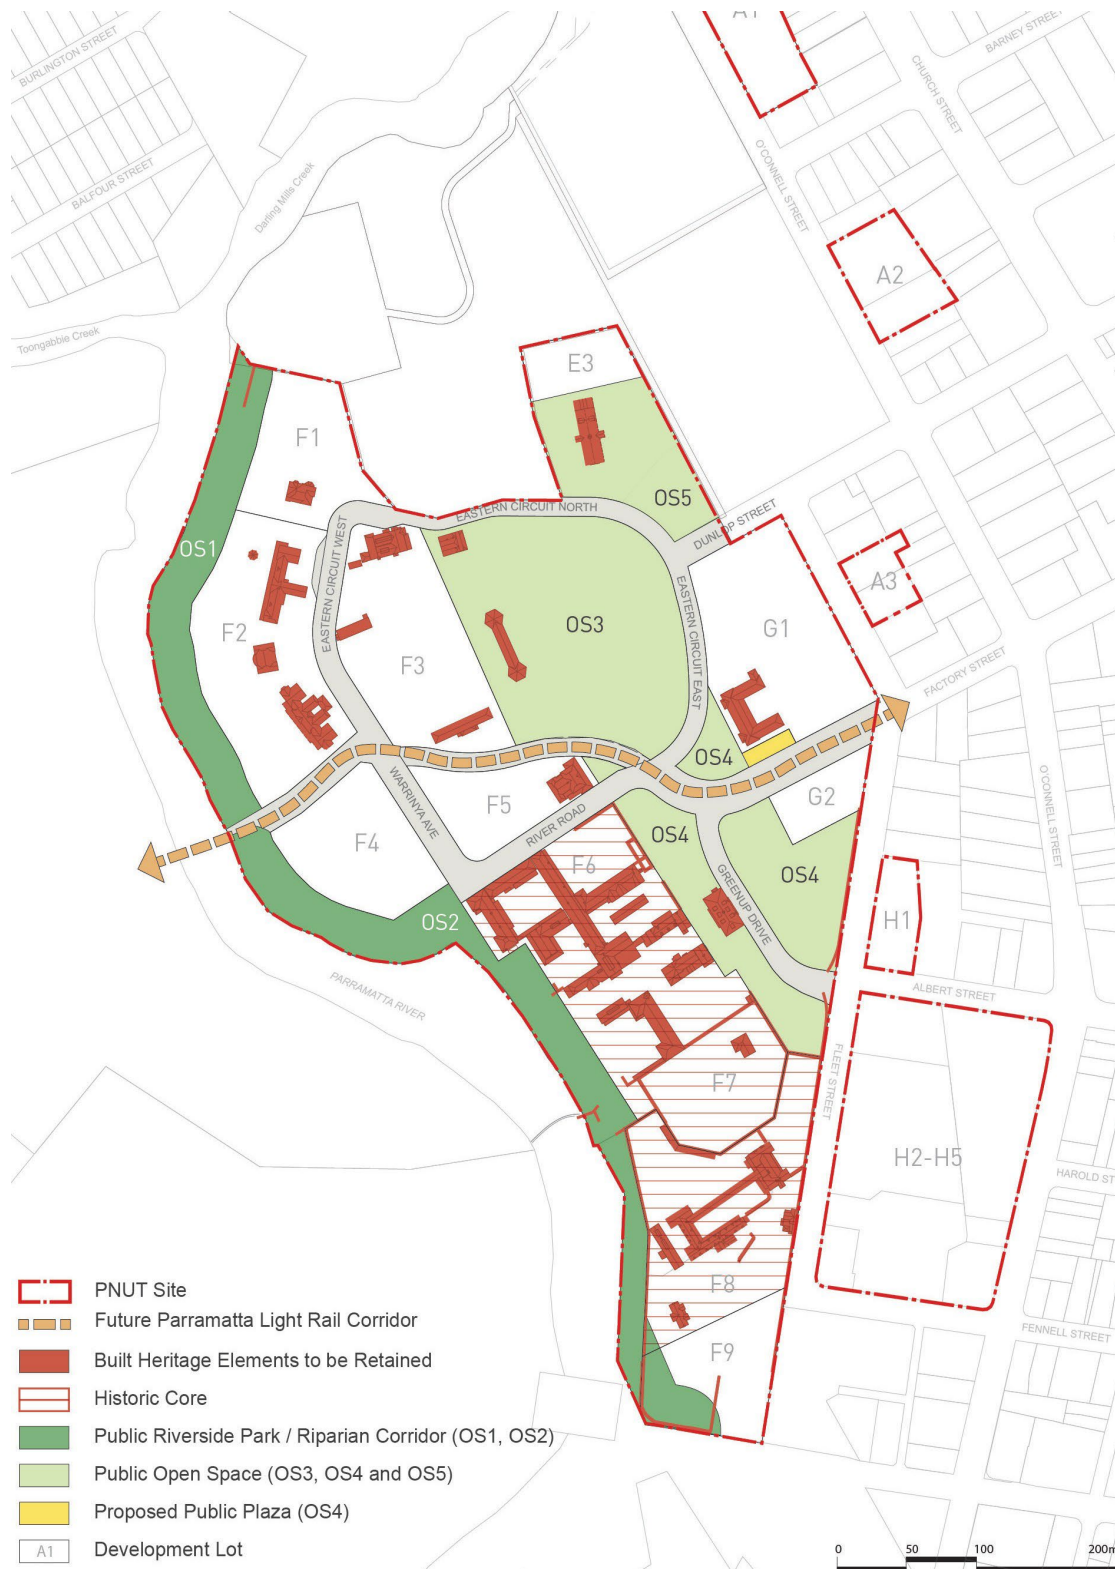 A1
BURLINGTON STREET
BARNEY STREET
CHURCH STREET
BALFOUR STREET
Darling Mills Creek
O'CONNELL STREET
A2
Toongabbie Creek
E3
F1
OS5
EASTERN CIRCUIT NORTH
DUNLOP STREET
OS1
EASTERN CIRCUIT WEST
A3
F2
OS3
G1
EASTERN CIRCUIT EAST
F3
FACTORY STREET
OS4
WARRINYA AVE
F5
G2
O'CONNELL STREET
RIVER ROAD
F4
OS4
F6
OS4
GREENUP DRIVE
OS2
H1
PARRAMATTA RIVER
ALBERT STREET
FLEET STREET
F7
H2-H5
HAROLD ST
F8
PNUT Site
Future Parramatta Light Rail Corridor
FENNELL STREET
F9
Built Heritage Elements to be Retained
Historic Core
Public Riverside Park / Riparian Corridor (OS1, OS2)
Public Open Space (OS3, OS4 and OS5)
Proposed Public Plaza (OS4)
A1 Development Lot
0 50 100 200m